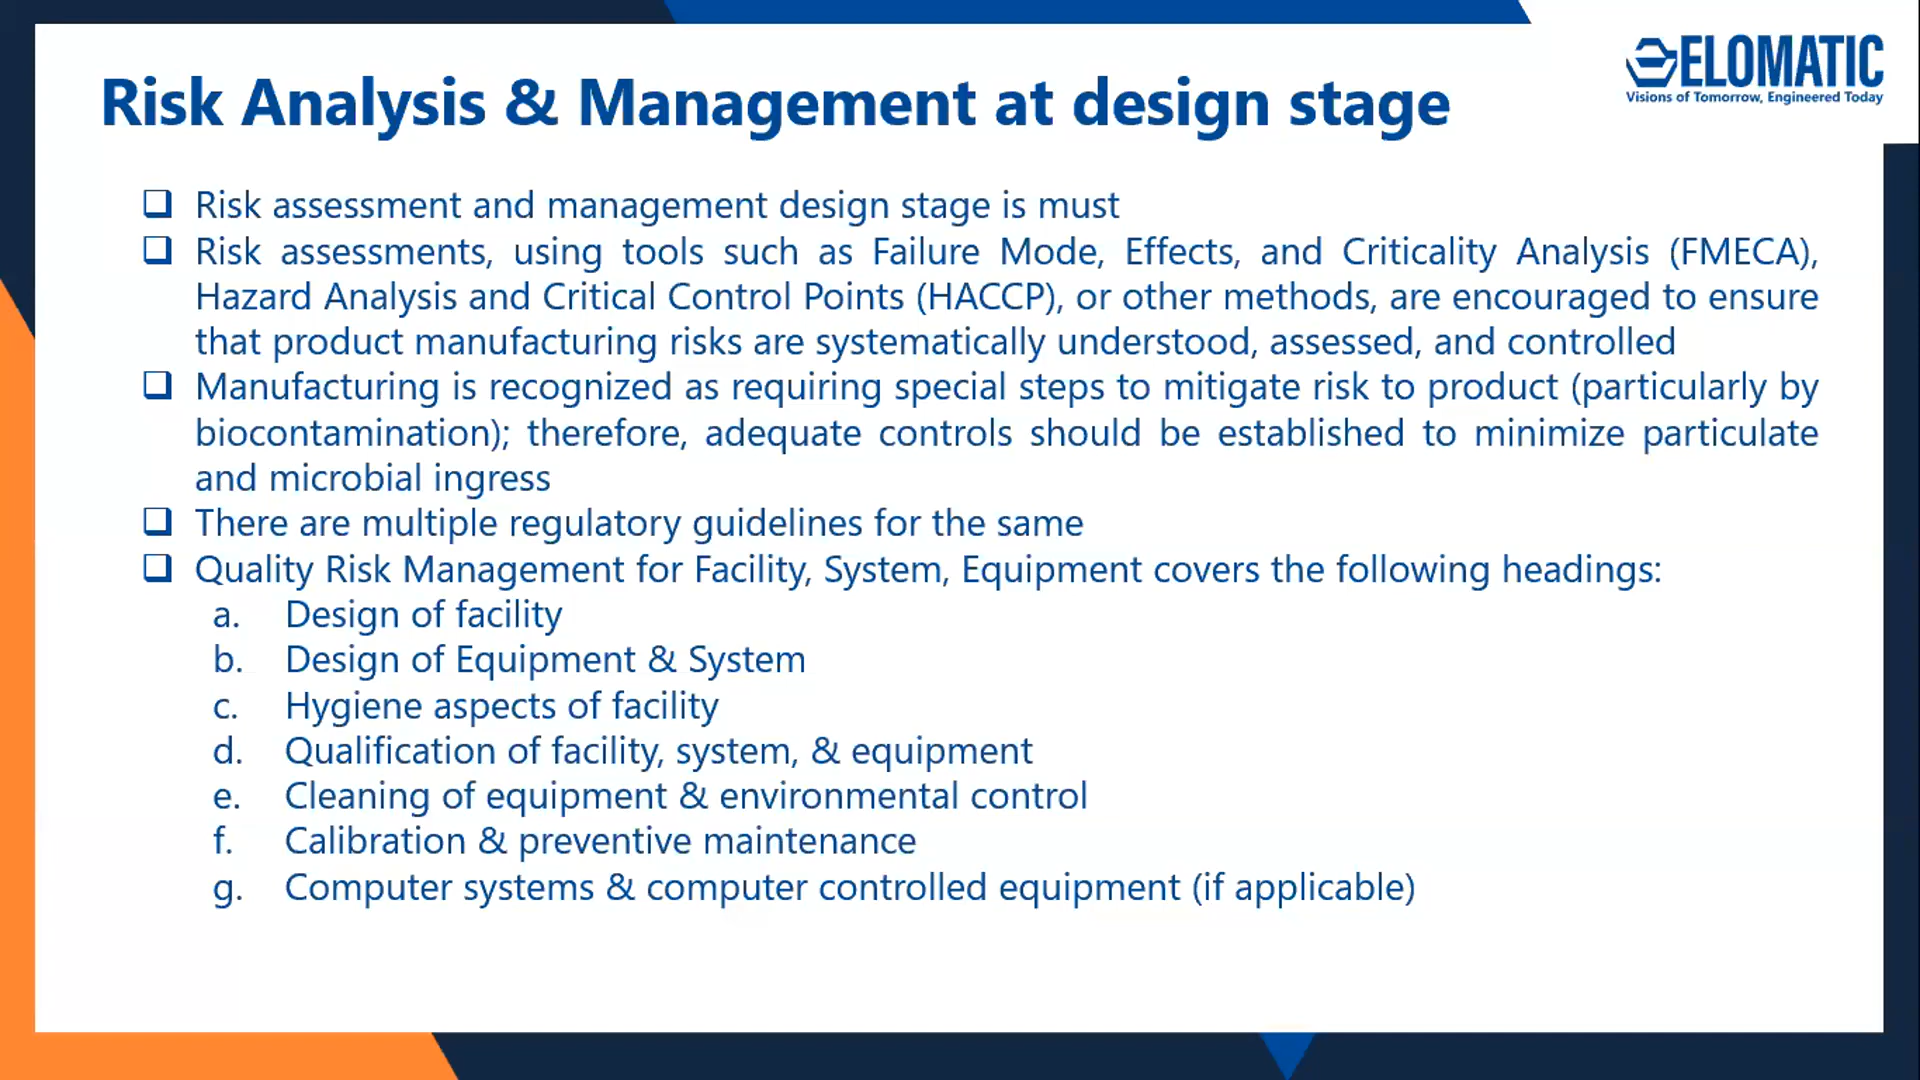 ELOMATIC
Visions of Tomorrow, Engineered Today
Risk Analysis & Management at design stage
❑ Risk assessment and management design stage is must
❑ Risk assessments, using tools such as Failure Mode, Effects, and Criticality Analysis (FMECA),
Hazard Analysis and Critical Control Points (HACCP), or other methods, are encouraged to ensure
that product manufacturing risks are systematically understood, assessed, and controlled
❑ Manufacturing is recognized as requiring special steps to mitigate risk to product (particularly by
biocontamination); therefore, adequate controls should be established to minimize particulate
and microbial ingress
❑ There are multiple regulatory guidelines for the same
❑ Quality Risk Management for Facility, System, Equipment covers the following headings:
a. Design of facility
b. Design of Equipment & System
c. Hygiene aspects of facility
d. Qualification of facility, system, & equipment
e. Cleaning of equipment & environmental control
f. Calibration & preventive maintenance
g. Computer systems & computer controlled equipment (if applicable)